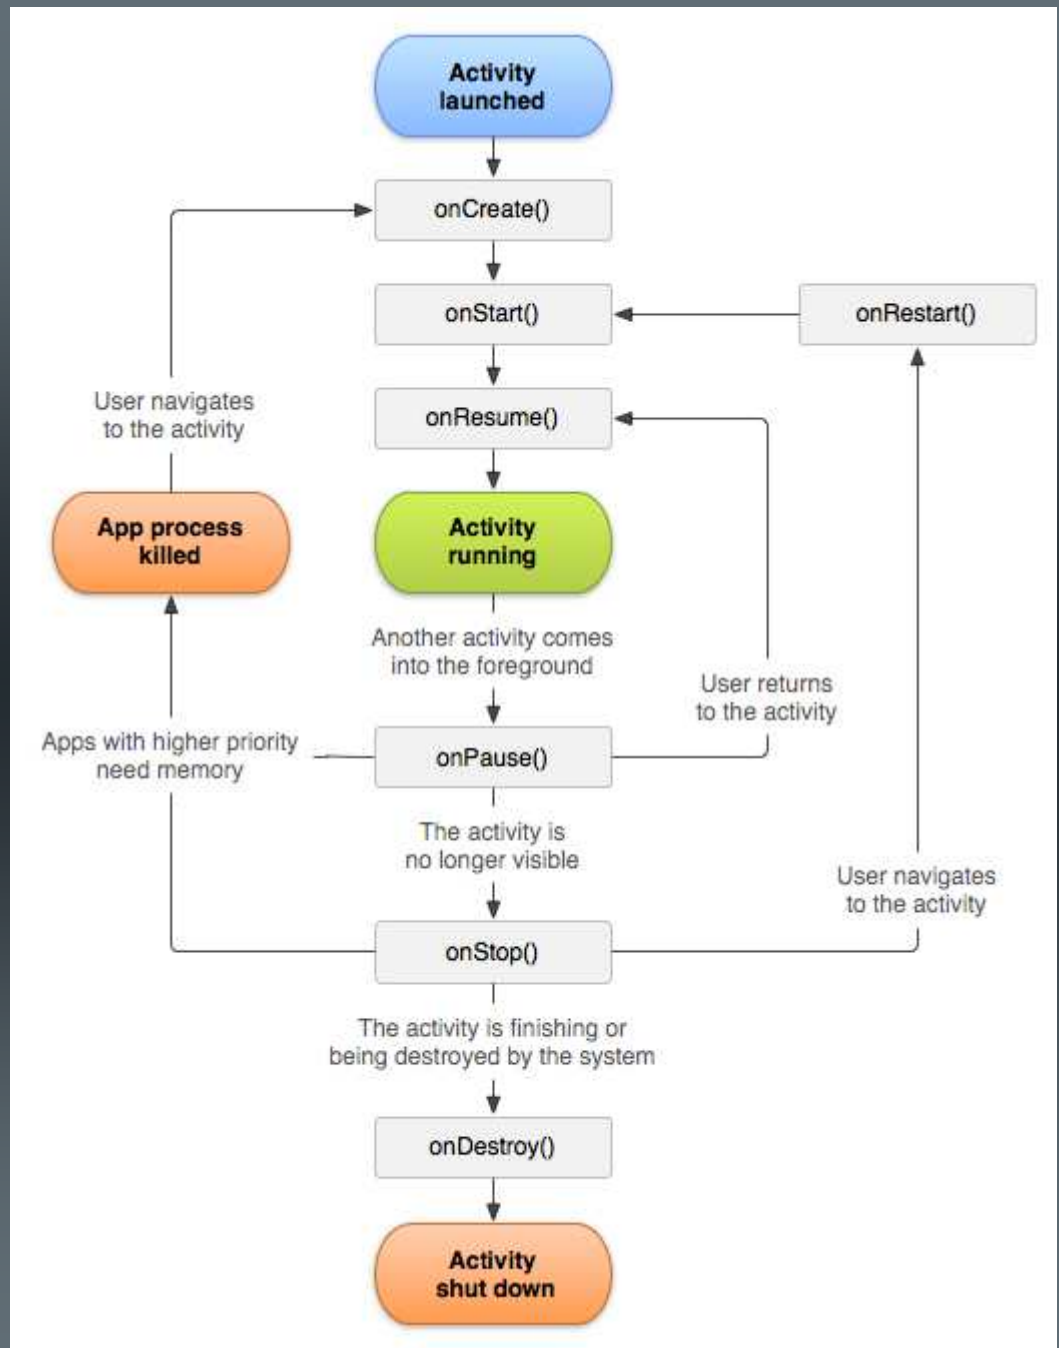 Activity
launched
onCreate()
onStart()
onRestart()
User navigates
to the activity
onResume()
App process
killed
Activity
running
Another activity comes
into the foreground
User returns
to the activity
Apps with higher priority
need memory
onPause()
The activity is
no longer visible
User navigates
to the activity
onStop()
The activity is finishing or
being destroyed by the system
onDestroy()
Activity
shut down